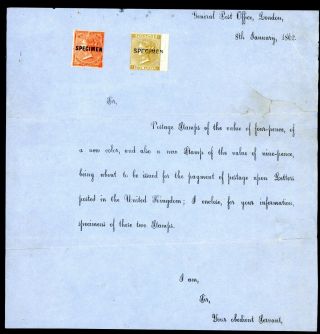 General Post Office, London,
8th January, 1862.
SPECIMEN
SPECIMEN
Sir,
Postage Stamps of the value of four-pence, of
a new color, and also a new Stamp of the value of nine-pence,
being about to be issued for the payment of postage upon Letters
posted in the United Kingdom; I enclose, for your information,
specimens of these two Stamps.
I am,
Sir,
Your obedient Servant,